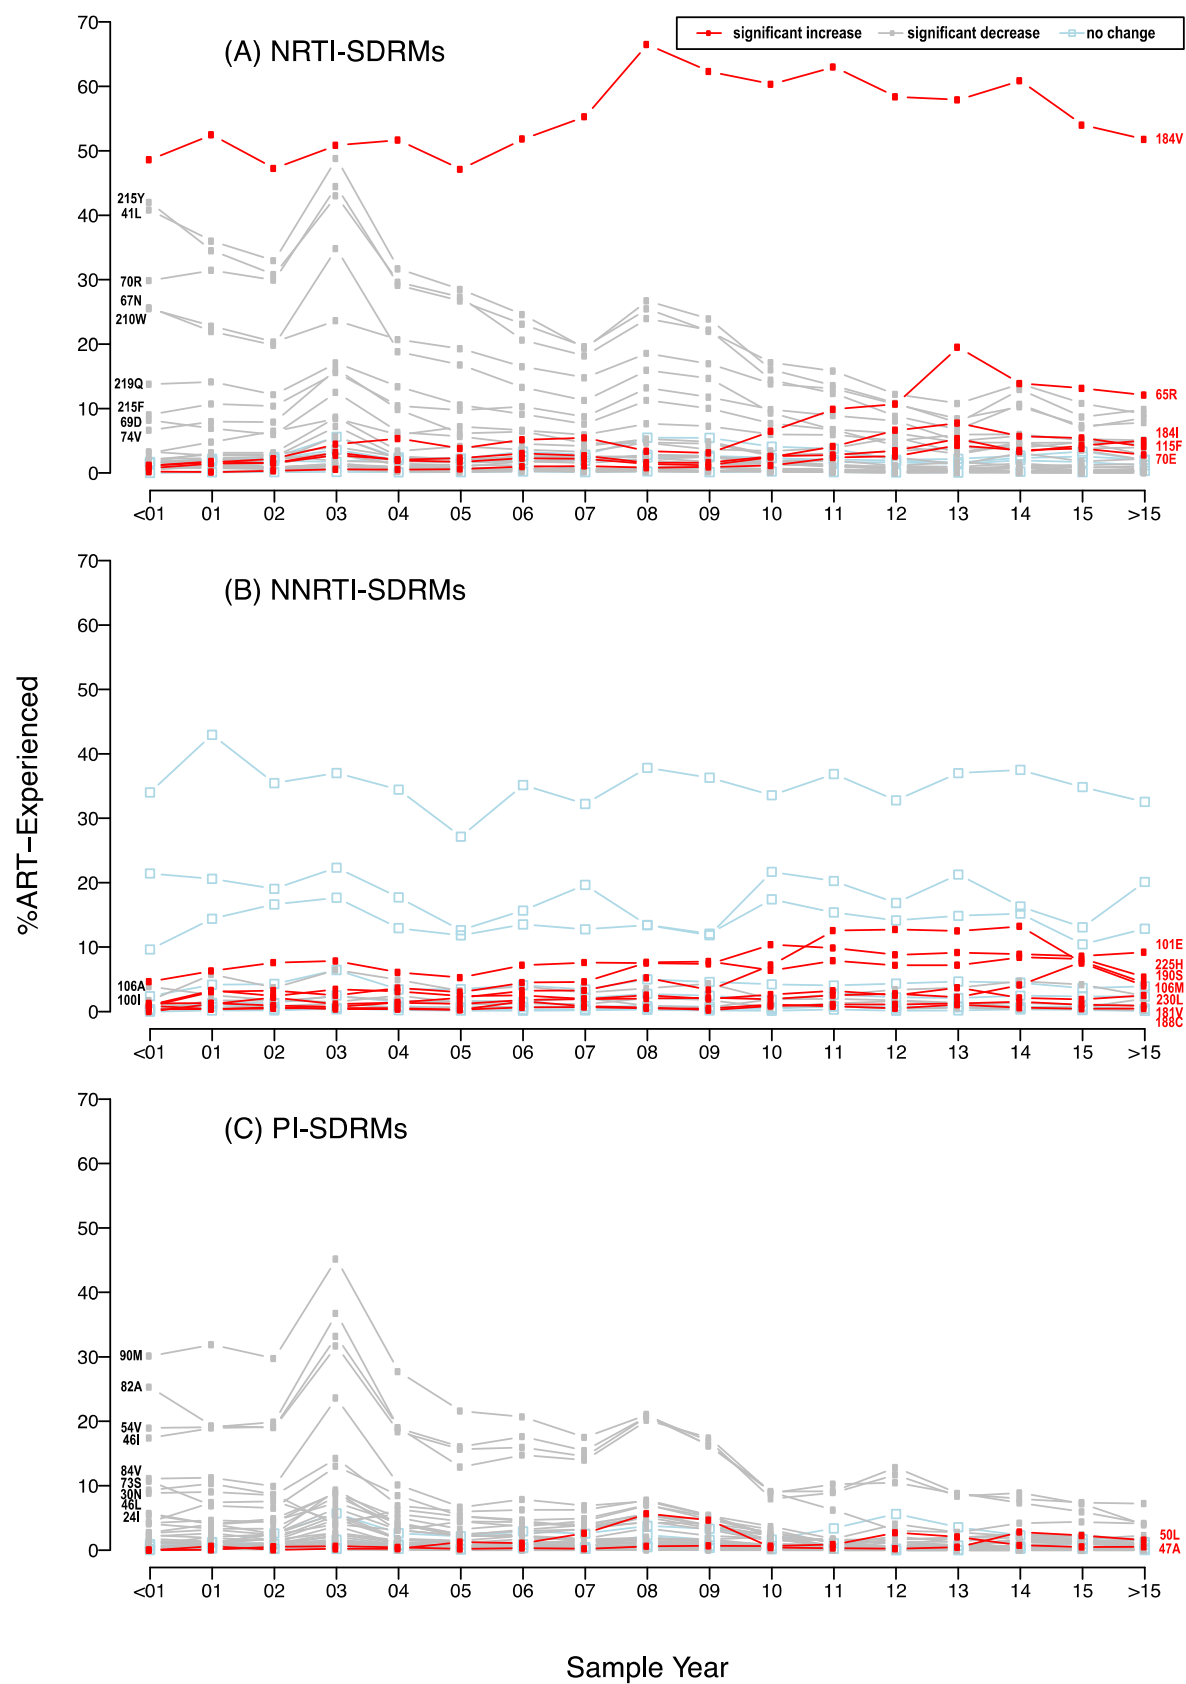 (A) NRTI-SDRMs
significant increase significant decrease no change
70
60
50
40
30
20
10
0
215Y
41L
70R
67N
210W
219Q
215F
69D
74V
184V
65R
184I
115F
70E
<01 01 02 03 04 05 06 07 08 09 10 11 12 13 14 15 >15
(B) NNRTI-SDRMs
70
60
50
40
30
20
10
0
106A
100I
101E
225H
190S
106M
230L
181V
188C
<01 01 02 03 04 05 06 07 08 09 10 11 12 13 14 15 >15
%ART-Experienced
(C) PI-SDRMs
70
60
50
40
30
20
10
0
90M
82A
54V
46I
84V
73S
30N
46L
24I
50L
47A
<01 01 02 03 04 05 06 07 08 09 10 11 12 13 14 15 >15
Sample Year